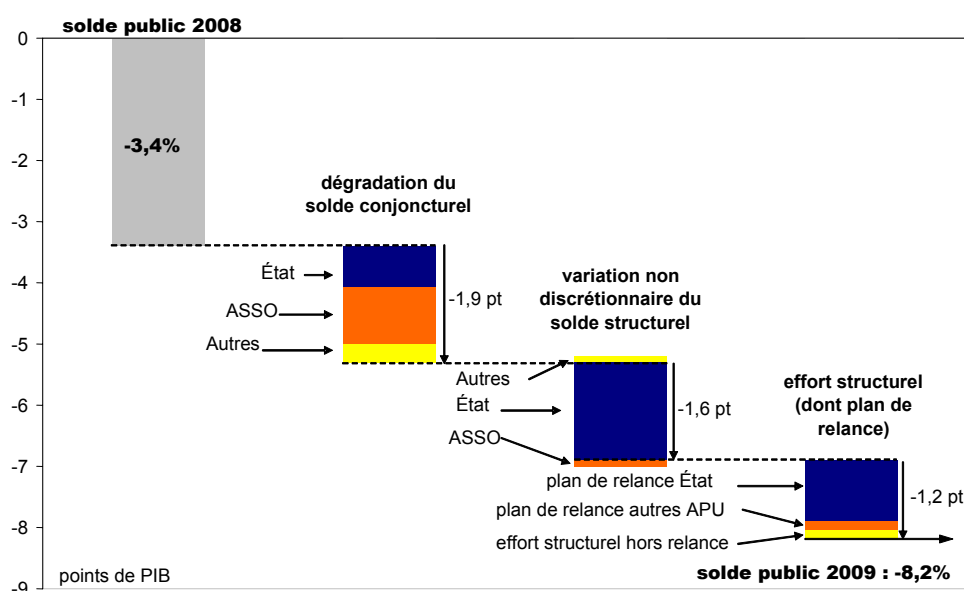 solde public 2008
0
-1
-2
-3
-4
-5
-6
-7
-8
-9
-3,4%
dégradation du
solde conjoncturel
État
ASSO
Autres
-1,9 pt
variation non
discrétionnaire du
solde structurel
Autres
État
ASSO
-1,6 pt
effort structurel
(dont plan de
relance)
plan de relance État
plan de relance autres APU
effort structurel hors relance
-1,2 pt
points de PIB
solde public 2009 : -8,2%